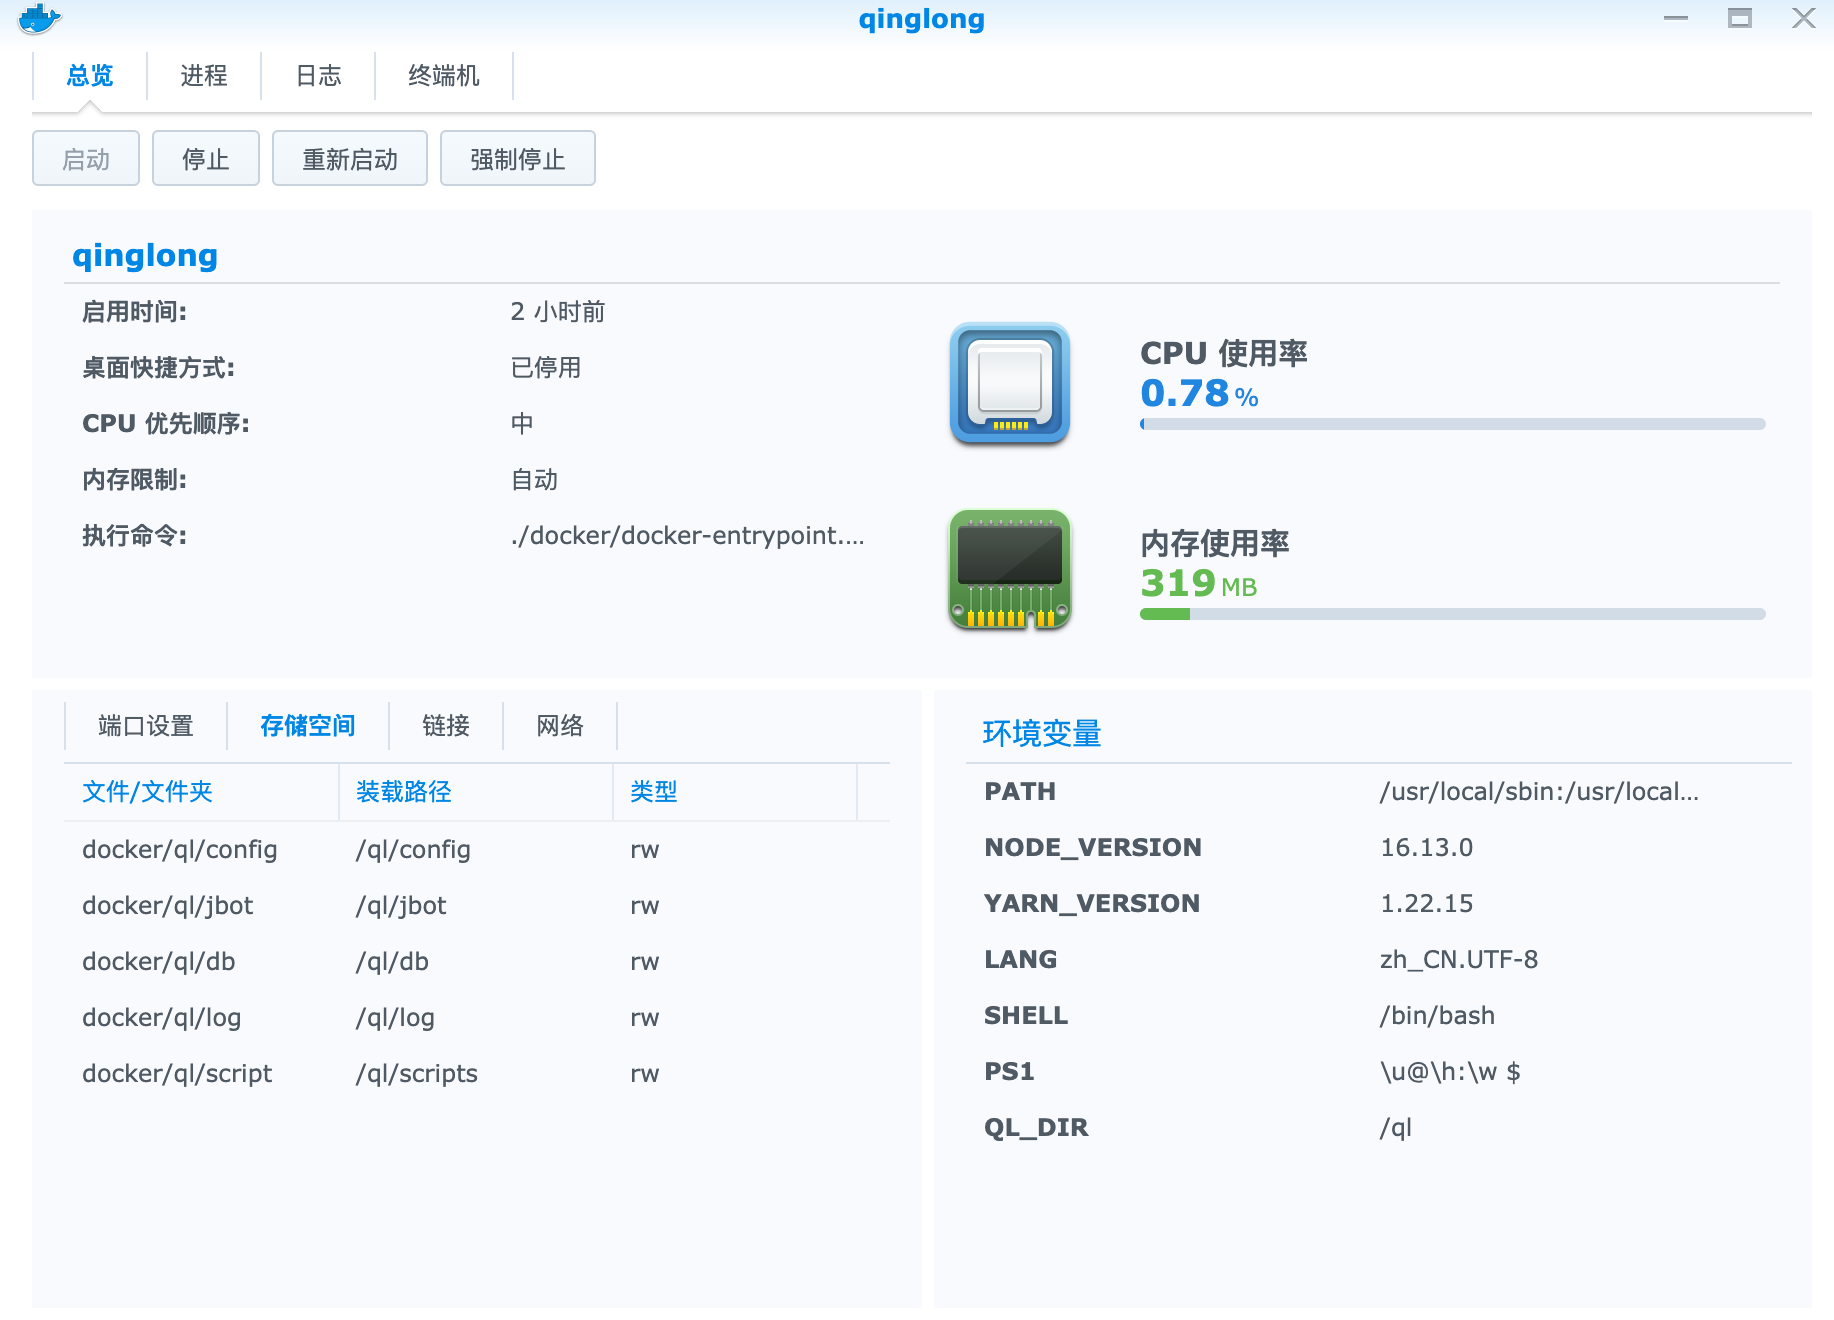 qinglong
总览 进程 日志 终端机
启动 停止 重新启动 强制停止
qinglong
启用时间: 2 小时前
桌面快捷方式: 已停用
CPU 优先顺序: 中
内存限制: 自动
执行命令: ./docker/docker-entrypoint....
CPU 使用率
0.78 %
内存使用率
319 MB
端口设置 存储空间 链接 网络
文件/文件夹 装载路径 类型
docker/ql/config /ql/config rw
docker/ql/jbot /ql/jbot rw
docker/ql/db /ql/db rw
docker/ql/log /ql/log rw
docker/ql/script /ql/scripts rw
环境变量
PATH /usr/local/sbin:/usr/local...
NODE_VERSION 16.13.0
YARN_VERSION 1.22.15
LANG zh_CN.UTF-8
SHELL /bin/bash
PS1 \u@\h:\w $
QL_DIR /ql